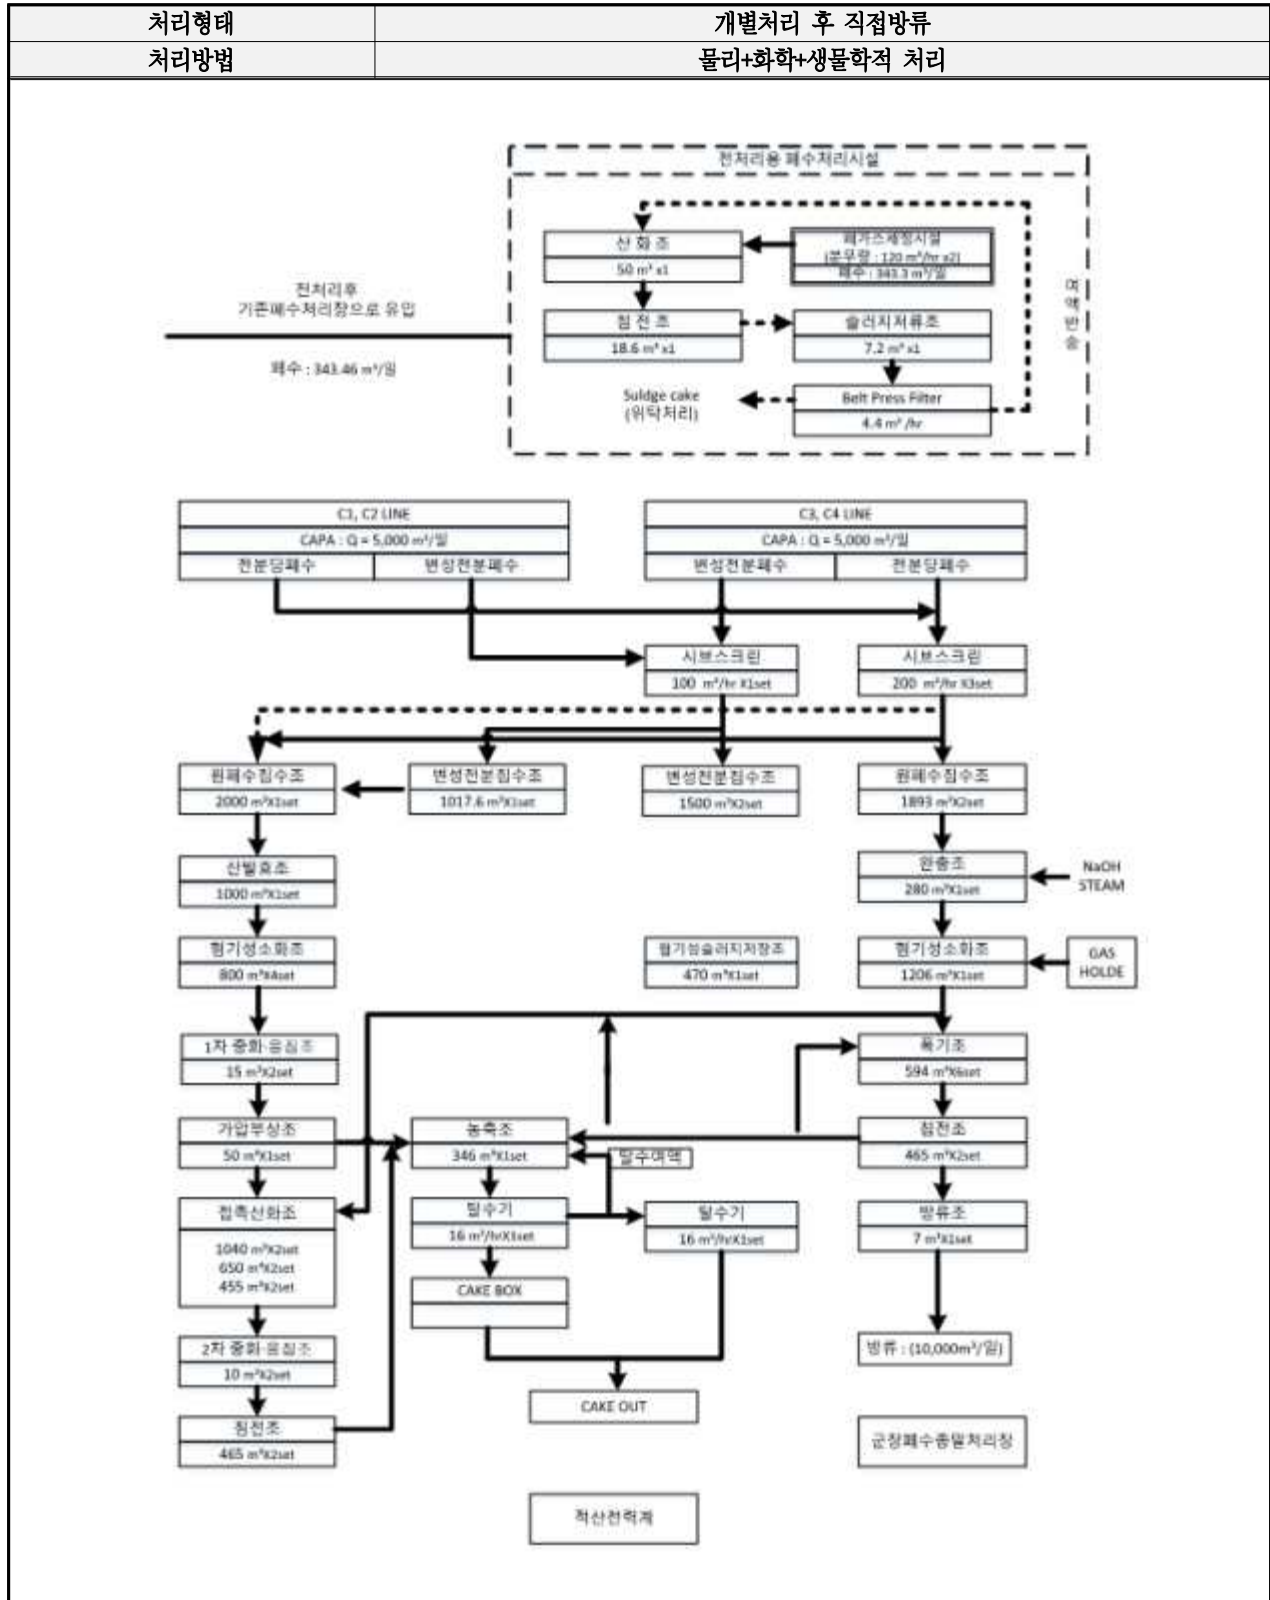 처리형태 개별처리 후 직접방류
처리방법 물리+화학+생물학적 처리
전처리용 폐수처리시설
산 화 조
50 m³ x1
폐가스세정시설
(분무량 : 120 m³/hr x2)
폐수 : 343.3 m³/일
전처리후
기존폐수처리장으로 유입
폐수 : 343.46 m³/일
침 전 조
18.6 m³ x1
슬러지저류조
7.2 m³ x1
여액반송
Suldge cake
(위탁처리)
Belt Press Filter
4.4 m³ /hr
C1, C2 LINE
CAPA : Q = 5,000 m³/일
전분당폐수 변성전분폐수
C3, C4 LINE
CAPA : Q = 5,000 m³/일
변성전분폐수 전분당폐수
시브스크린
100 m³/hr X1set
시브스크린
200 m³/hr X3set
원폐수집수조
2000 m³X1set
변성전분집수조
1017.6 m³X1set
변성전분집수조
1500 m³X2set
원폐수집수조
1893 m³X2set
산발효조
1000 m³X1set
완충조
280 m³X1set
NaOH
STEAM
혐기성소화조
800 m³X4set
혐기성슬러지저장조
470 m³X1set
혐기성소화조
1206 m³X1set
GAS
HOLDE
1차 중화·응집조
15 m³X2set
폭기조
594 m³X6set
가압부상조
50 m³X1set
농축조
346 m³X1set
탈수여액
침전조
465 m³X2set
접촉산화조
1040 m³X2set
650 m³X2set
455 m³X2set
탈수기
16 m³/hrX1set
탈수기
16 m³/hrX1set
방류조
7 m³X1set
CAKE BOX
2차 중화·응집조
10 m³X2set
방류 : (10,000m³/일)
CAKE OUT
침전조
465 m³X2set
군장폐수종말처리장
적산전력계